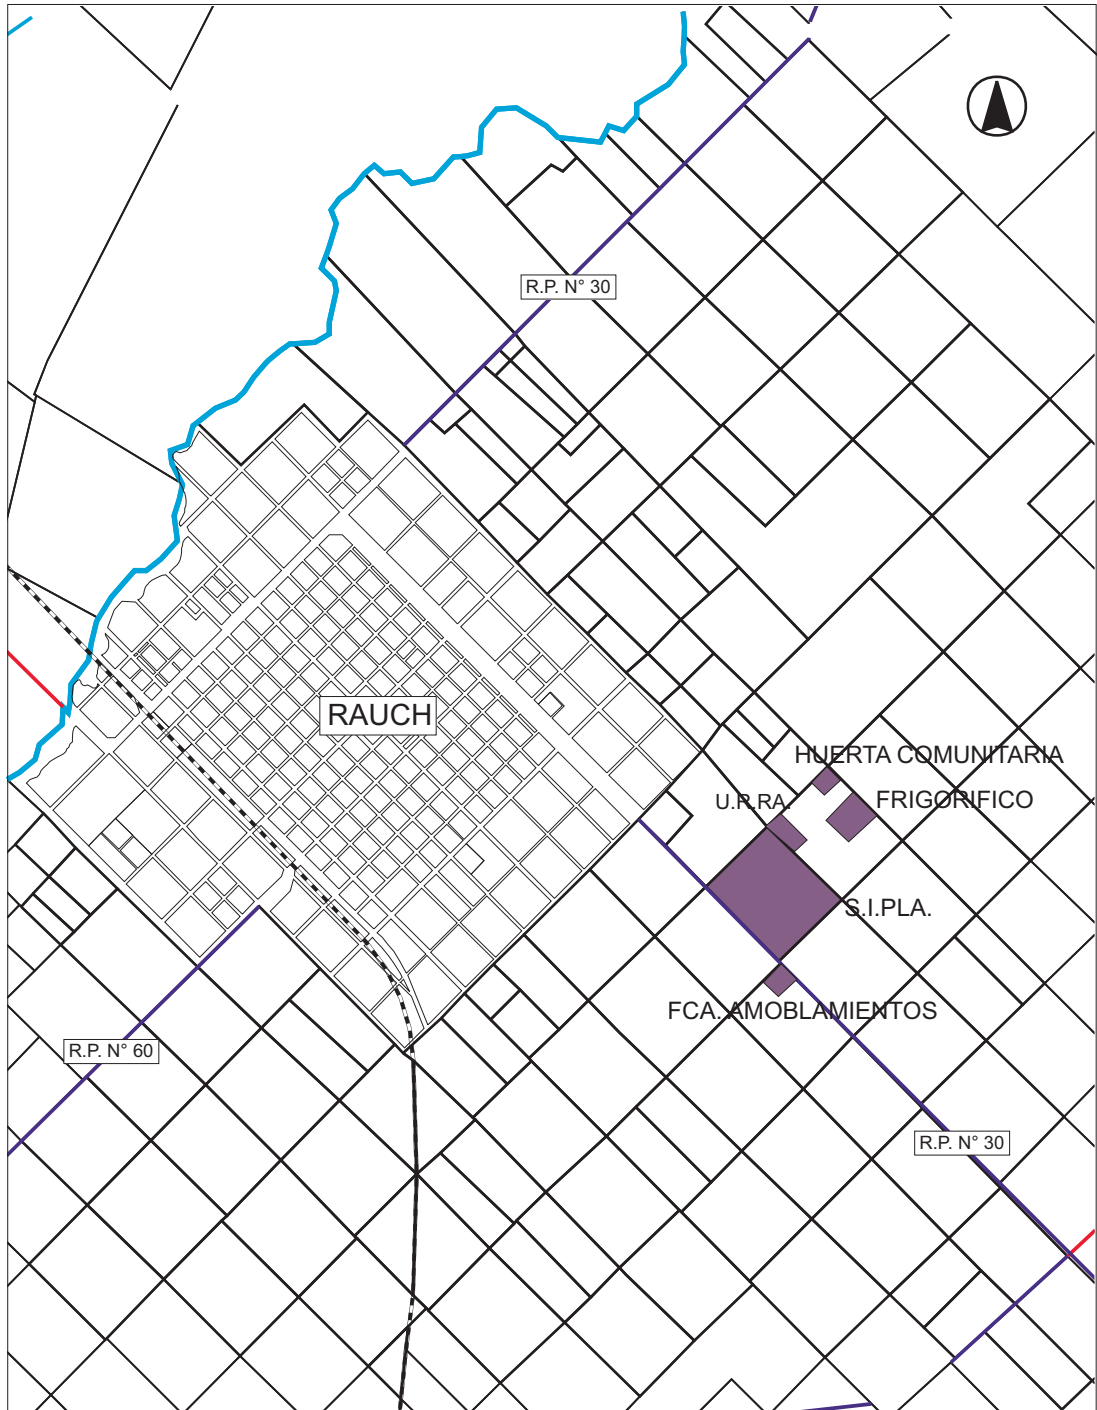 R.P. N° 30
RAUCH
HUERTA COMUNITARIA
U.R.RA.
FRIGORIFICO
S.I.PLA.
FCA. AMOBLAMIENTOS
R.P. N° 60
R.P. N° 30